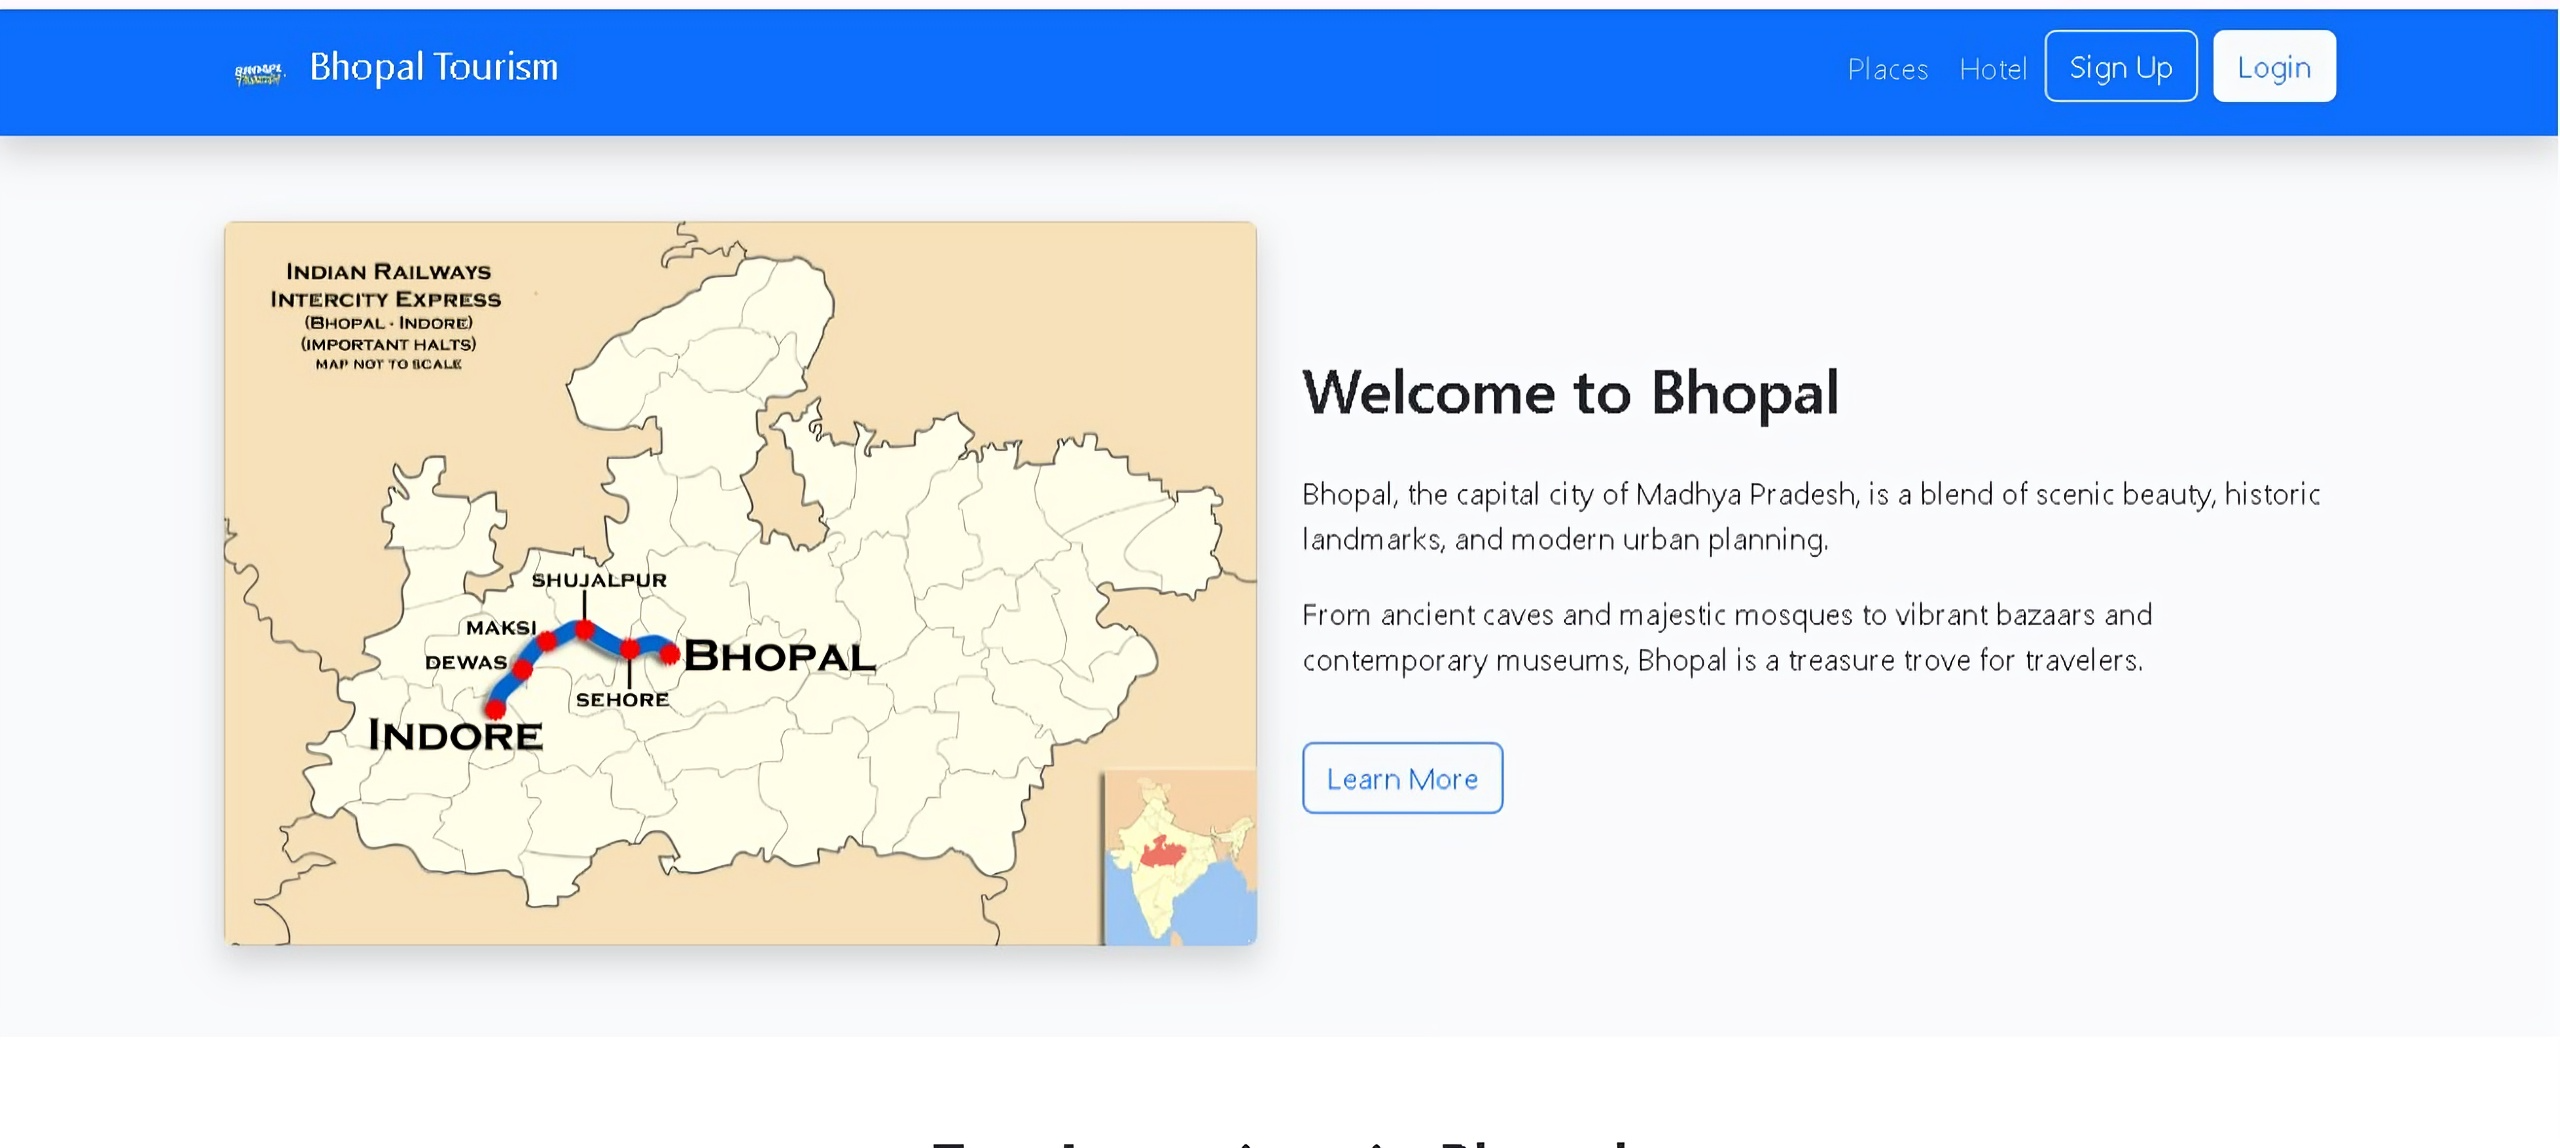 Bhopal Tourism
Places
Hotel
Sign Up
Login
INDIAN RAILWAYS
INTERCITY EXPRESS
(BHOPAL - INDORE)
(IMPORTANT HALTS)
MAP NOT TO SCALE
SHUJALPUR
MAKSI
DEWAS
BHOPAL
SEHORE
INDORE
Welcome to Bhopal
Bhopal, the capital city of Madhya Pradesh, is a blend of scenic beauty, historic
landmarks, and modern urban planning.
From ancient caves and majestic mosques to vibrant bazaars and
contemporary museums, Bhopal is a treasure trove for travelers.
Learn More